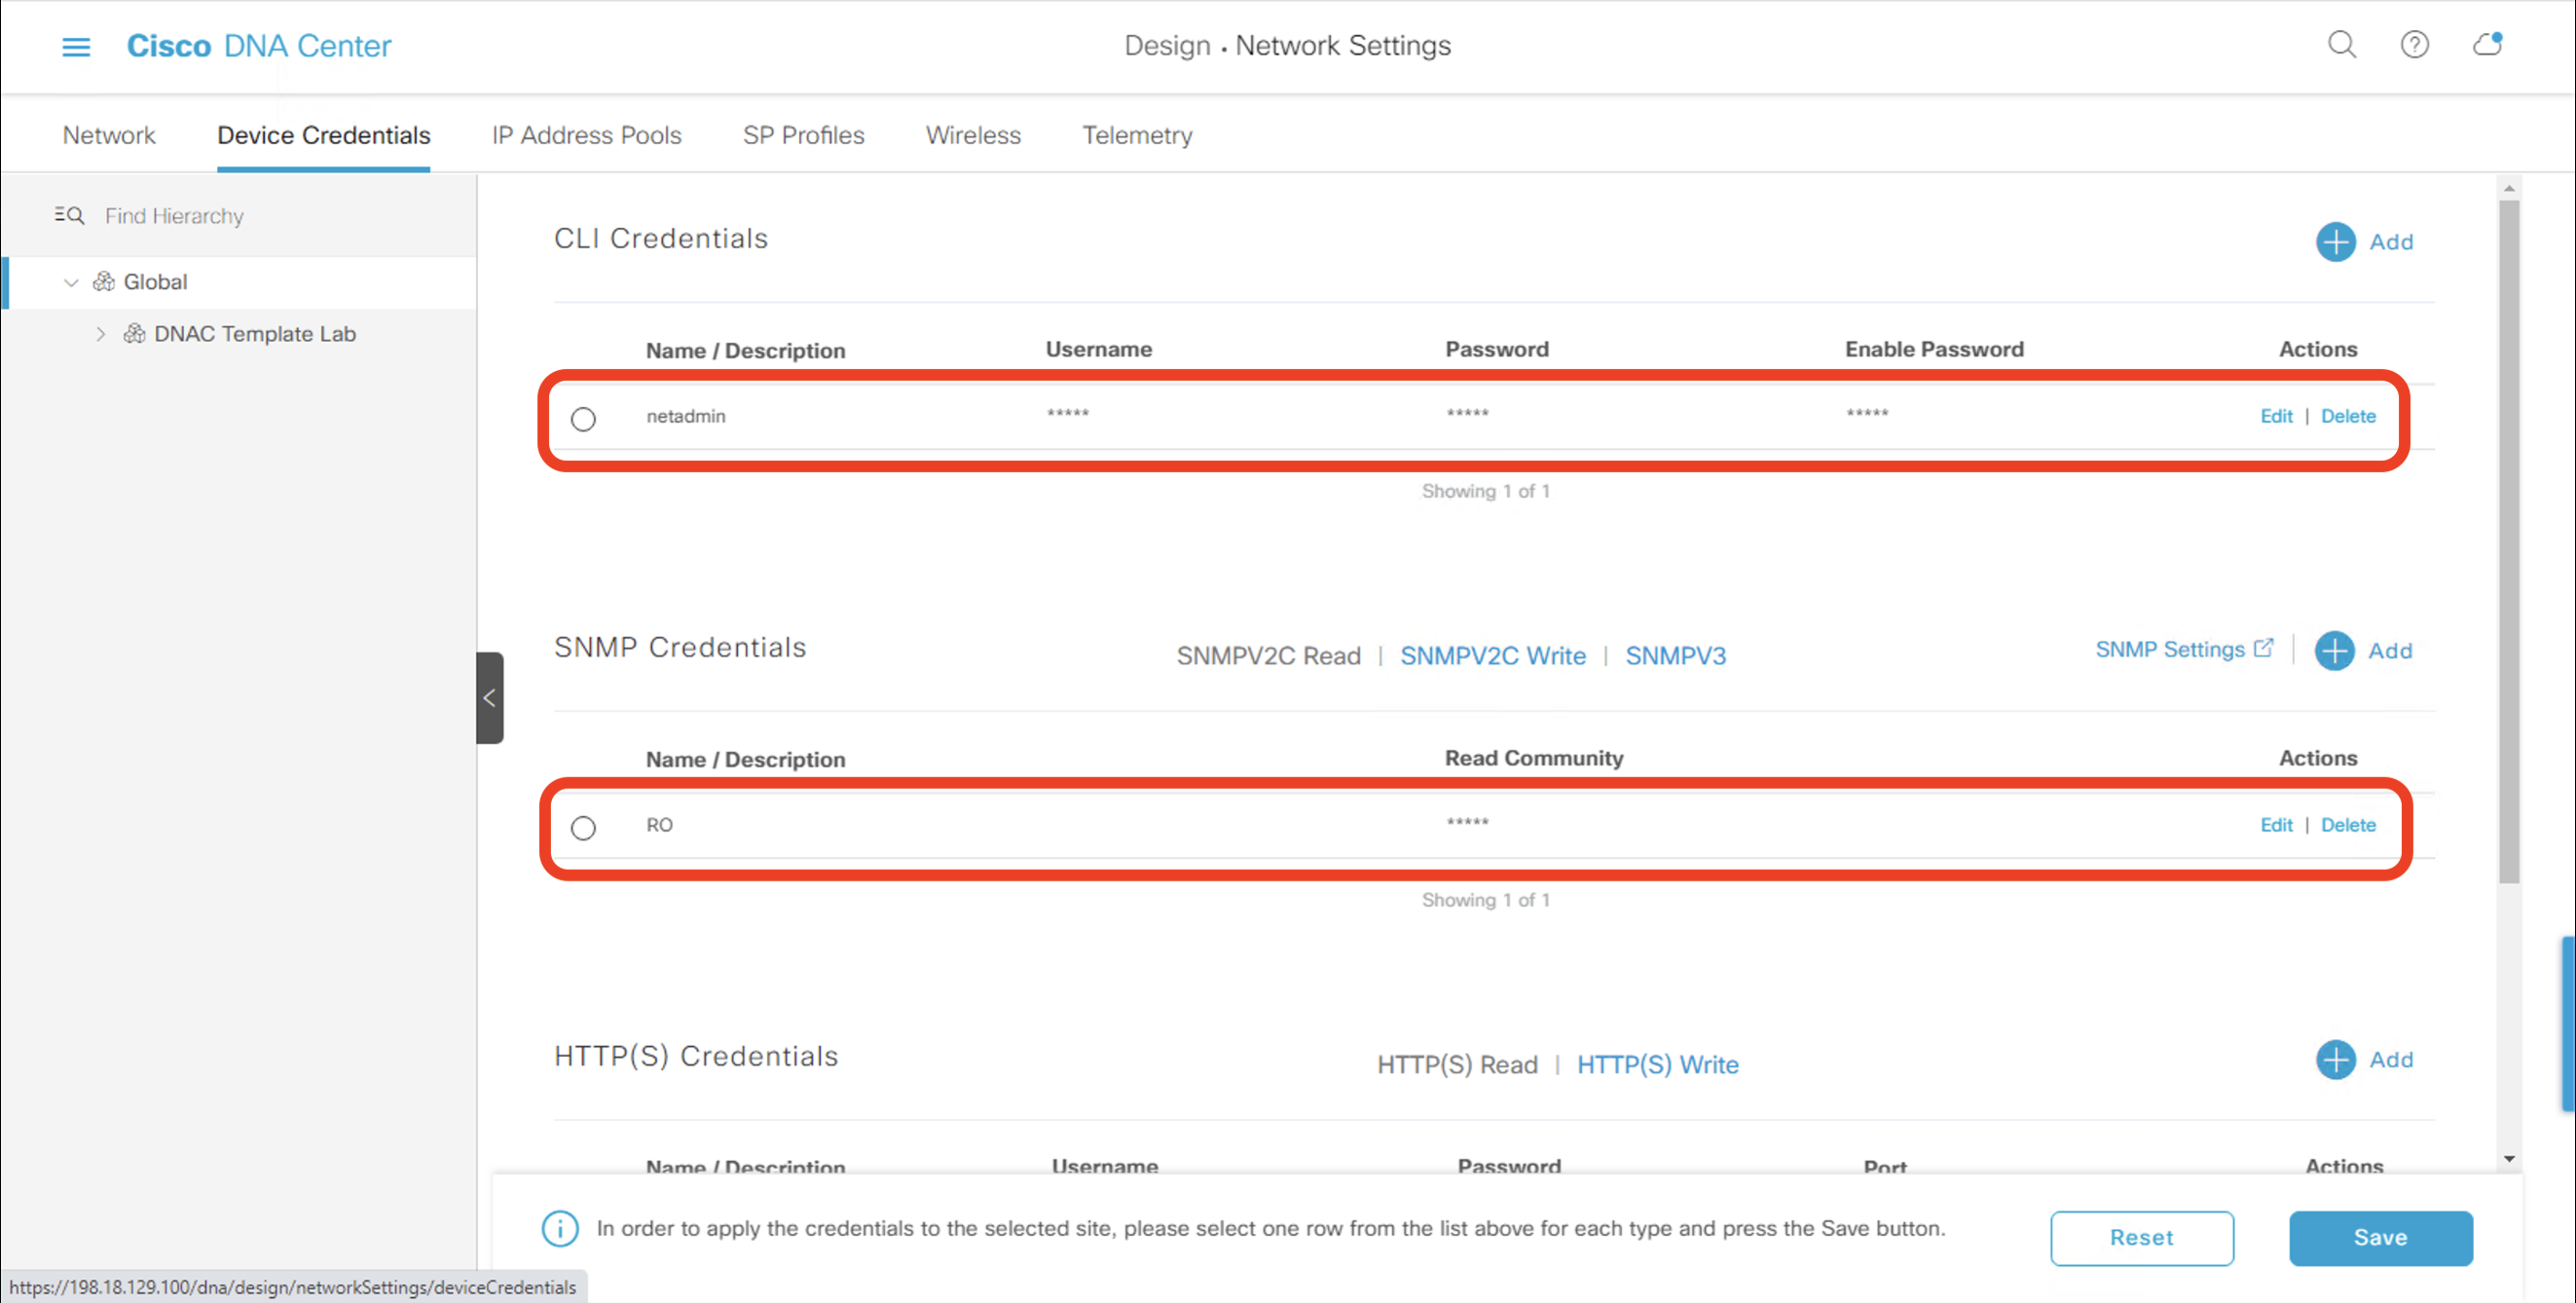 Cisco DNA Center
Design • Network Settings
Network Device Credentials IP Address Pools SP Profiles Wireless Telemetry
Find Hierarchy
Global
DNAC Template Lab
CLI Credentials
Add
Name / Description Username Password Enable Password Actions
netadmin ***** ***** ***** Edit | Delete
Showing 1 of 1
SNMP Credentials
SNMPV2C Read | SNMPV2C Write | SNMPV3
SNMP Settings
Add
Name / Description Read Community Actions
RO ***** Edit | Delete
Showing 1 of 1
HTTP(S) Credentials
HTTP(S) Read | HTTP(S) Write
Add
Name / Description Username Password Port Actions
In order to apply the credentials to the selected site, please select one row from the list above for each type and press the Save button.
Reset
Save
https://198.18.129.100/dna/design/networkSettings/deviceCredentials